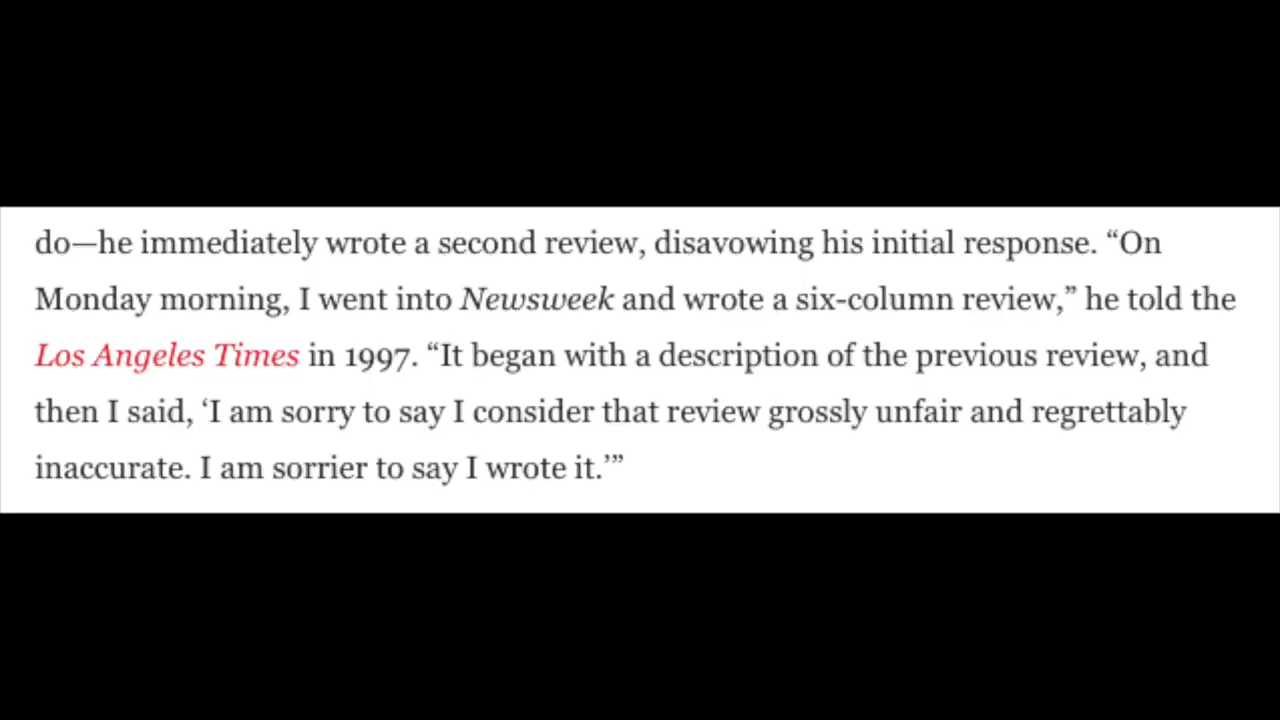 do—he immediately wrote a second review, disavowing his initial response. “On
Monday morning, I went into Newsweek and wrote a six-column review,” he told the
Los Angeles Times in 1997. “It began with a description of the previous review, and
then I said, ‘I am sorry to say I consider that review grossly unfair and regrettably
inaccurate. I am sorrier to say I wrote it.’”